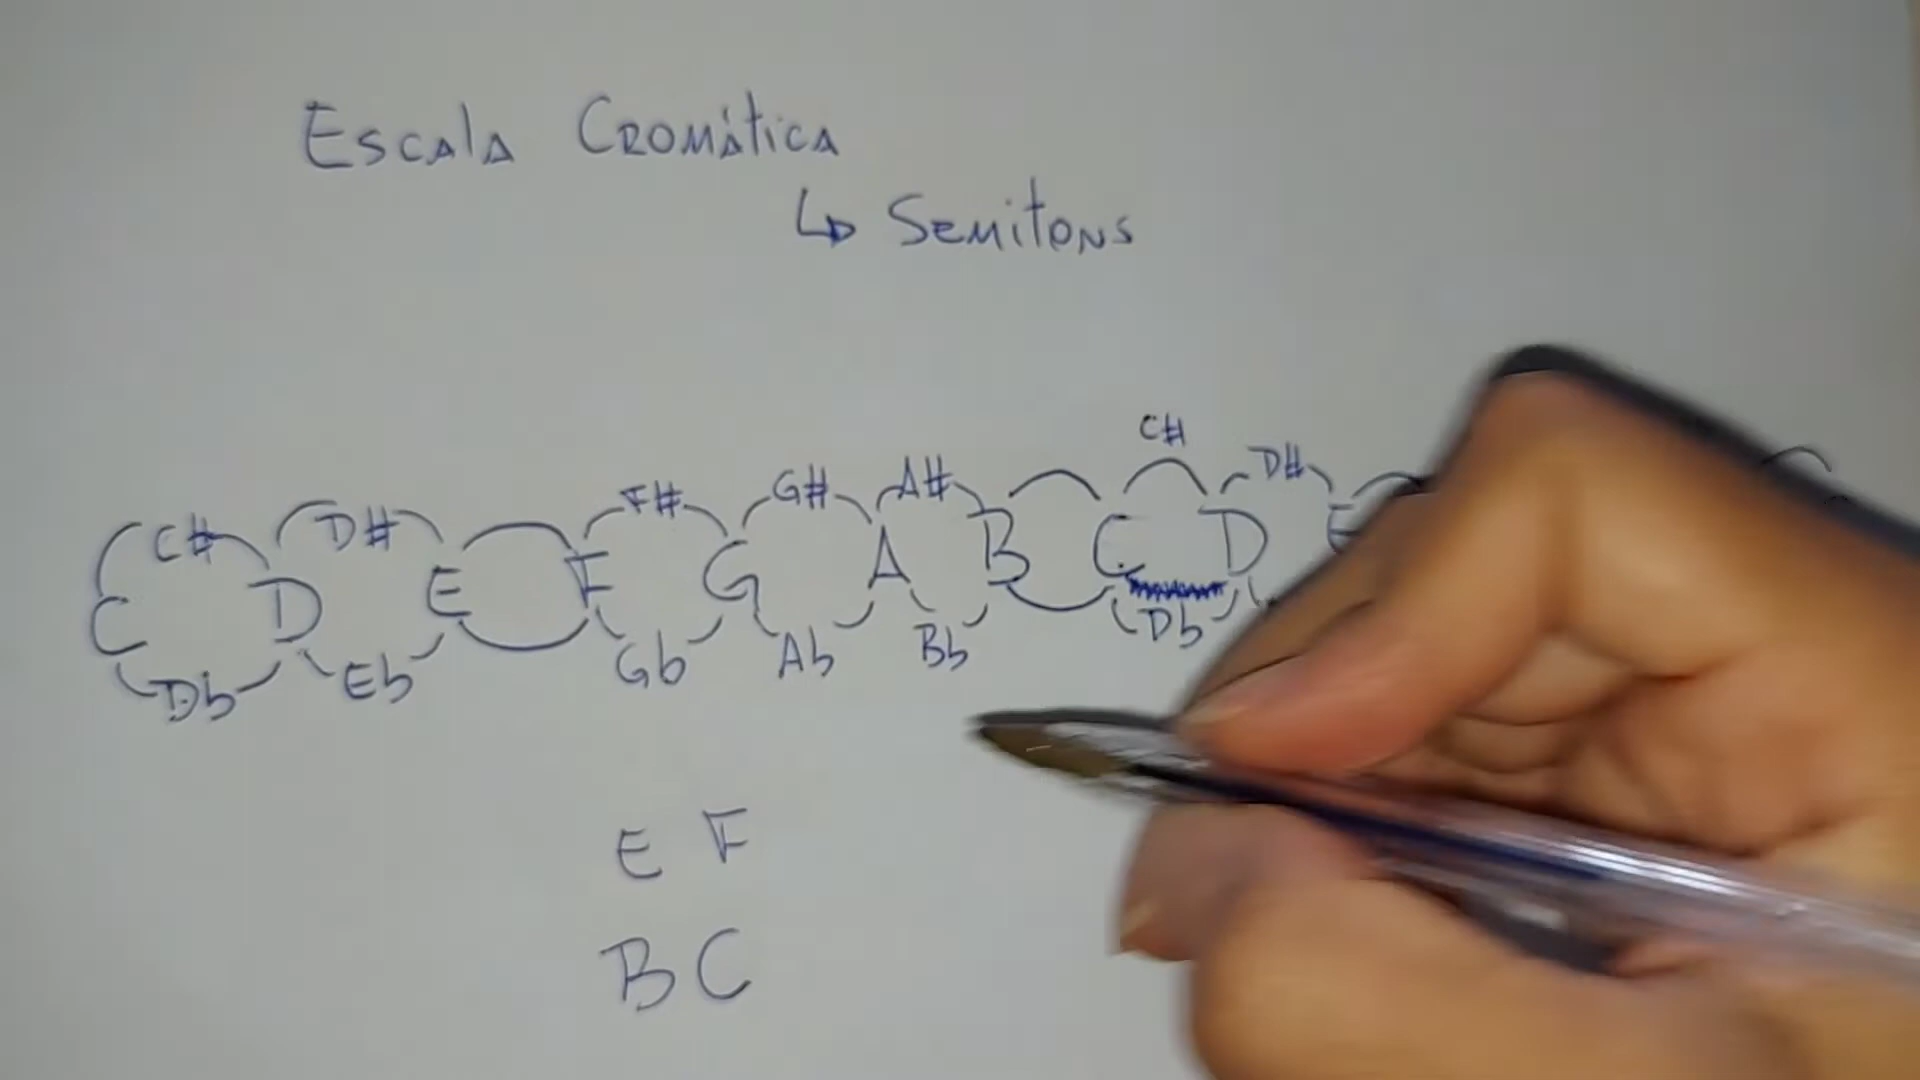 Escala Cromática
↳ Semitons
C# D# F# G# A# C# D#
C D E F G A B C D E
Db Eb Gb Ab Bb Db
E F
B C